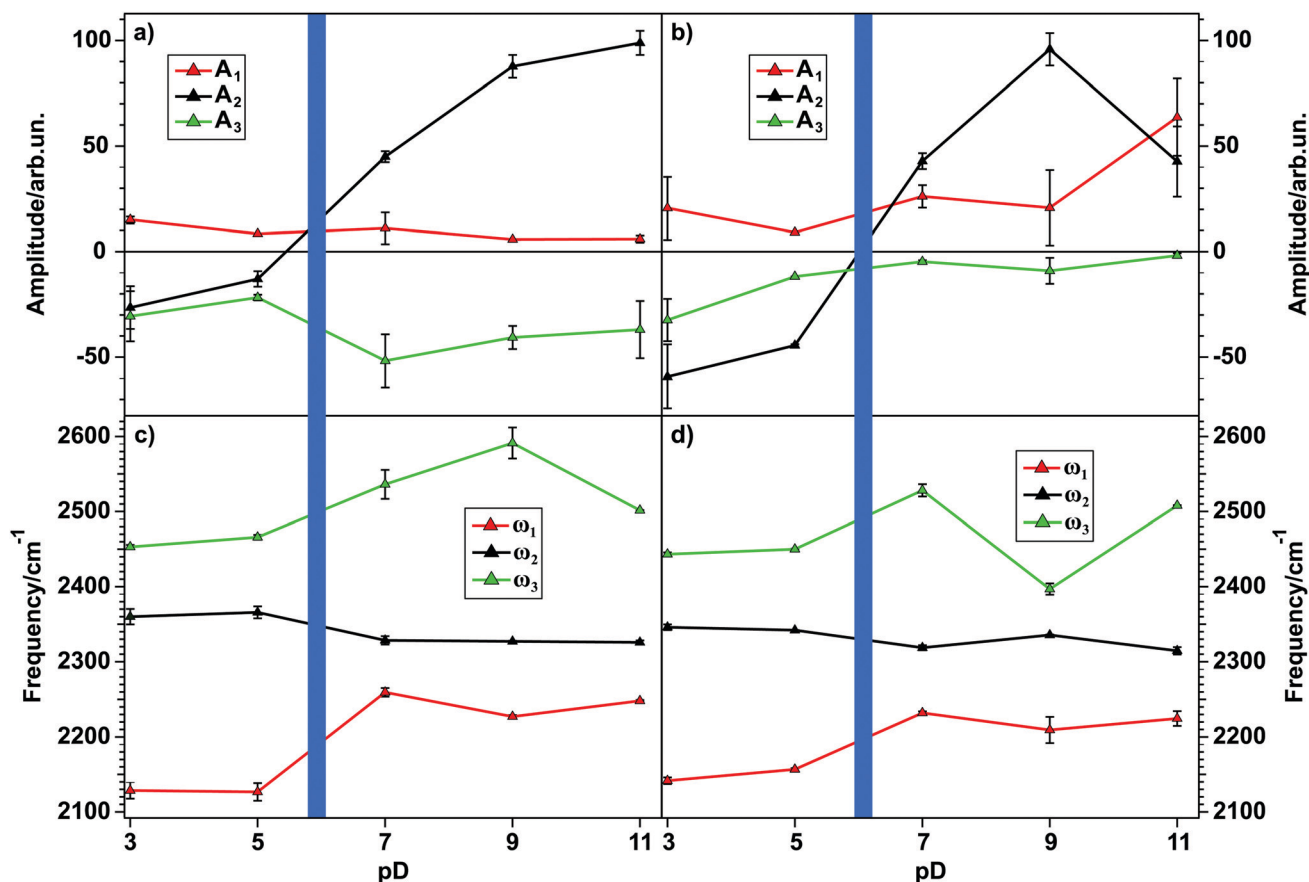 a)
A₁
A₂
A₃
b)
A₁
A₂
A₃
100
50
0
-50
Amplitude/arb.un.
100
50
0
-50
Amplitude/arb.un.
c)
ω₁
ω₂
ω₃
d)
ω₁
ω₂
ω₃
2600
2500
2400
2300
2200
2100
Frequency/cm⁻¹
2600
2500
2400
2300
2200
2100
Frequency/cm⁻¹
3 5 7 9 11
3 5 7 9 11
pD
pD